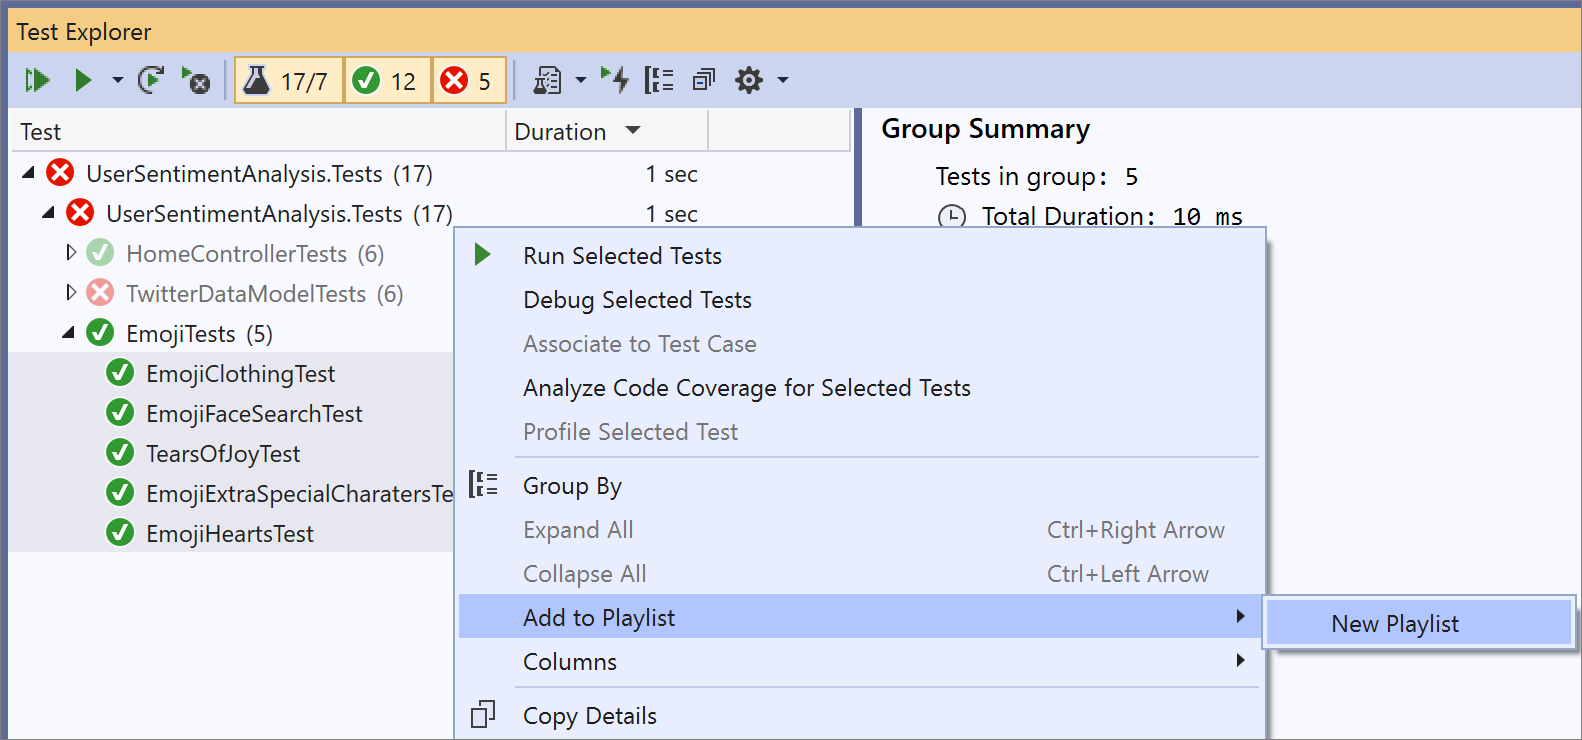 Test Explorer
17/7 12 5
Test Duration
UserSentimentAnalysis.Tests (17) 1 sec
UserSentimentAnalysis.Tests (17) 1 sec
HomeControllerTests (6)
TwitterDataModelTests (6)
EmojiTests (5)
EmojiClothingTest
EmojiFaceSearchTest
TearsOfJoyTest
EmojiExtraSpecialCharatersTe
EmojiHeartsTest
Group Summary
Tests in group: 5
Total Duration: 10 ms
Run Selected Tests
Debug Selected Tests
Associate to Test Case
Analyze Code Coverage for Selected Tests
Profile Selected Test
Group By
Expand All Ctrl+Right Arrow
Collapse All Ctrl+Left Arrow
Add to Playlist
New Playlist
Columns
Copy Details